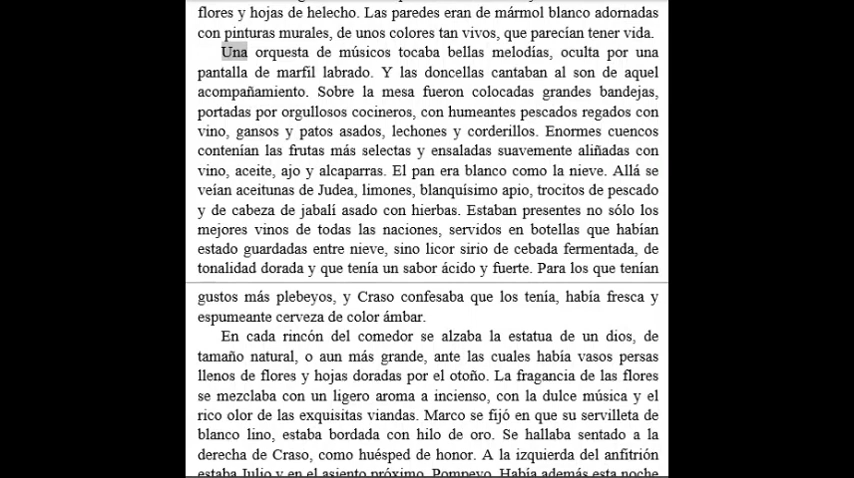 flores y hojas de helecho. Las paredes eran de mármol blanco adornadas
con pinturas murales, de unos colores tan vivos, que parecían tener vida.
Una orquesta de músicos tocaba bellas melodías, oculta por una
pantalla de marfil labrado. Y las doncellas cantaban al son de aquel
acompañamiento. Sobre la mesa fueron colocadas grandes bandejas,
portadas por orgullosos cocineros, con humeantes pescados regados con
vino, gansos y patos asados, lechones y corderillos. Enormes cuencos
contenían las frutas más selectas y ensaladas suavemente aliñadas con
vino, aceite, ajo y alcaparras. El pan era blanco como la nieve. Allá se
veían aceitunas de Judea, limones, blanquísimo apio, trocitos de pescado
y de cabeza de jabalí asado con hierbas. Estaban presentes no sólo los
mejores vinos de todas las naciones, servidos en botellas que habían
estado guardadas entre nieve, sino licor sirio de cebada fermentada, de
tonalidad dorada y que tenía un sabor ácido y fuerte. Para los que tenían
gustos más plebeyos, y Craso confesaba que los tenía, había fresca y
espumeante cerveza de color ámbar.
En cada rincón del comedor se alzaba la estatua de un dios, de
tamaño natural, o aun más grande, ante las cuales había vasos persas
llenos de flores y hojas doradas por el otoño. La fragancia de las flores
se mezclaba con un ligero aroma a incienso, con la dulce música y el
rico olor de las exquisitas viandas. Marco se fijó en que su servilleta de
blanco lino, estaba bordada con hilo de oro. Se hallaba sentado a la
derecha de Craso, como huésped de honor. A la izquierda del anfitrión
estaba Julio y en el asiento próximo, Pompeyo. Había además esta noche